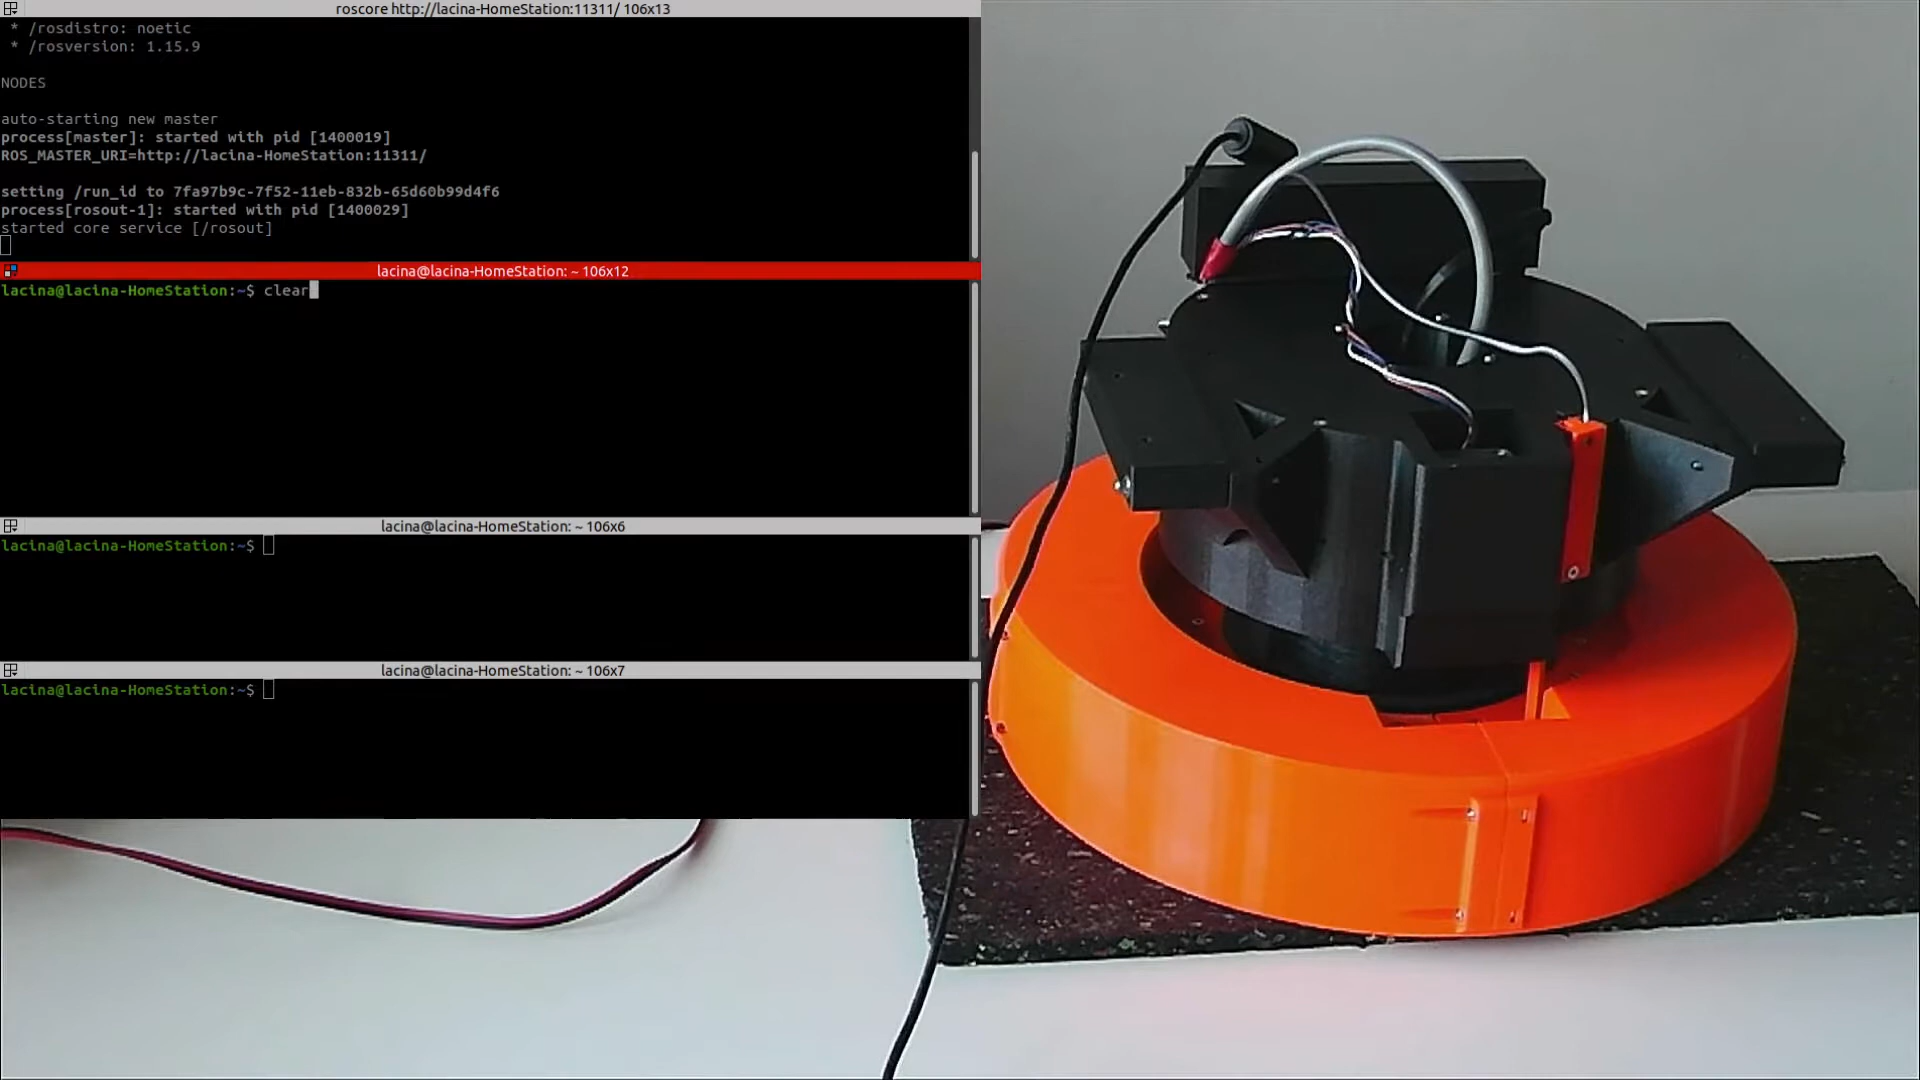 roscore http://lacina-HomeStation:11311/ 106x13
* /rosdistro: noetic
* /rosversion: 1.15.9
NODES
auto-starting new master
process[master]: started with pid [1400019]
ROS_MASTER_URI=http://lacina-HomeStation:11311/
setting /run_id to 7fa97b9c-7f52-11eb-832b-65d60b99d4f6
process[rosout-1]: started with pid [1400029]
started core service [/rosout]
lacina@lacina-HomeStation: ~ 106x12
lacina@lacina-HomeStation:~$ clear
lacina@lacina-HomeStation: ~ 106x6
lacina@lacina-HomeStation:~$
lacina@lacina-HomeStation: ~ 106x7
lacina@lacina-HomeStation:~$